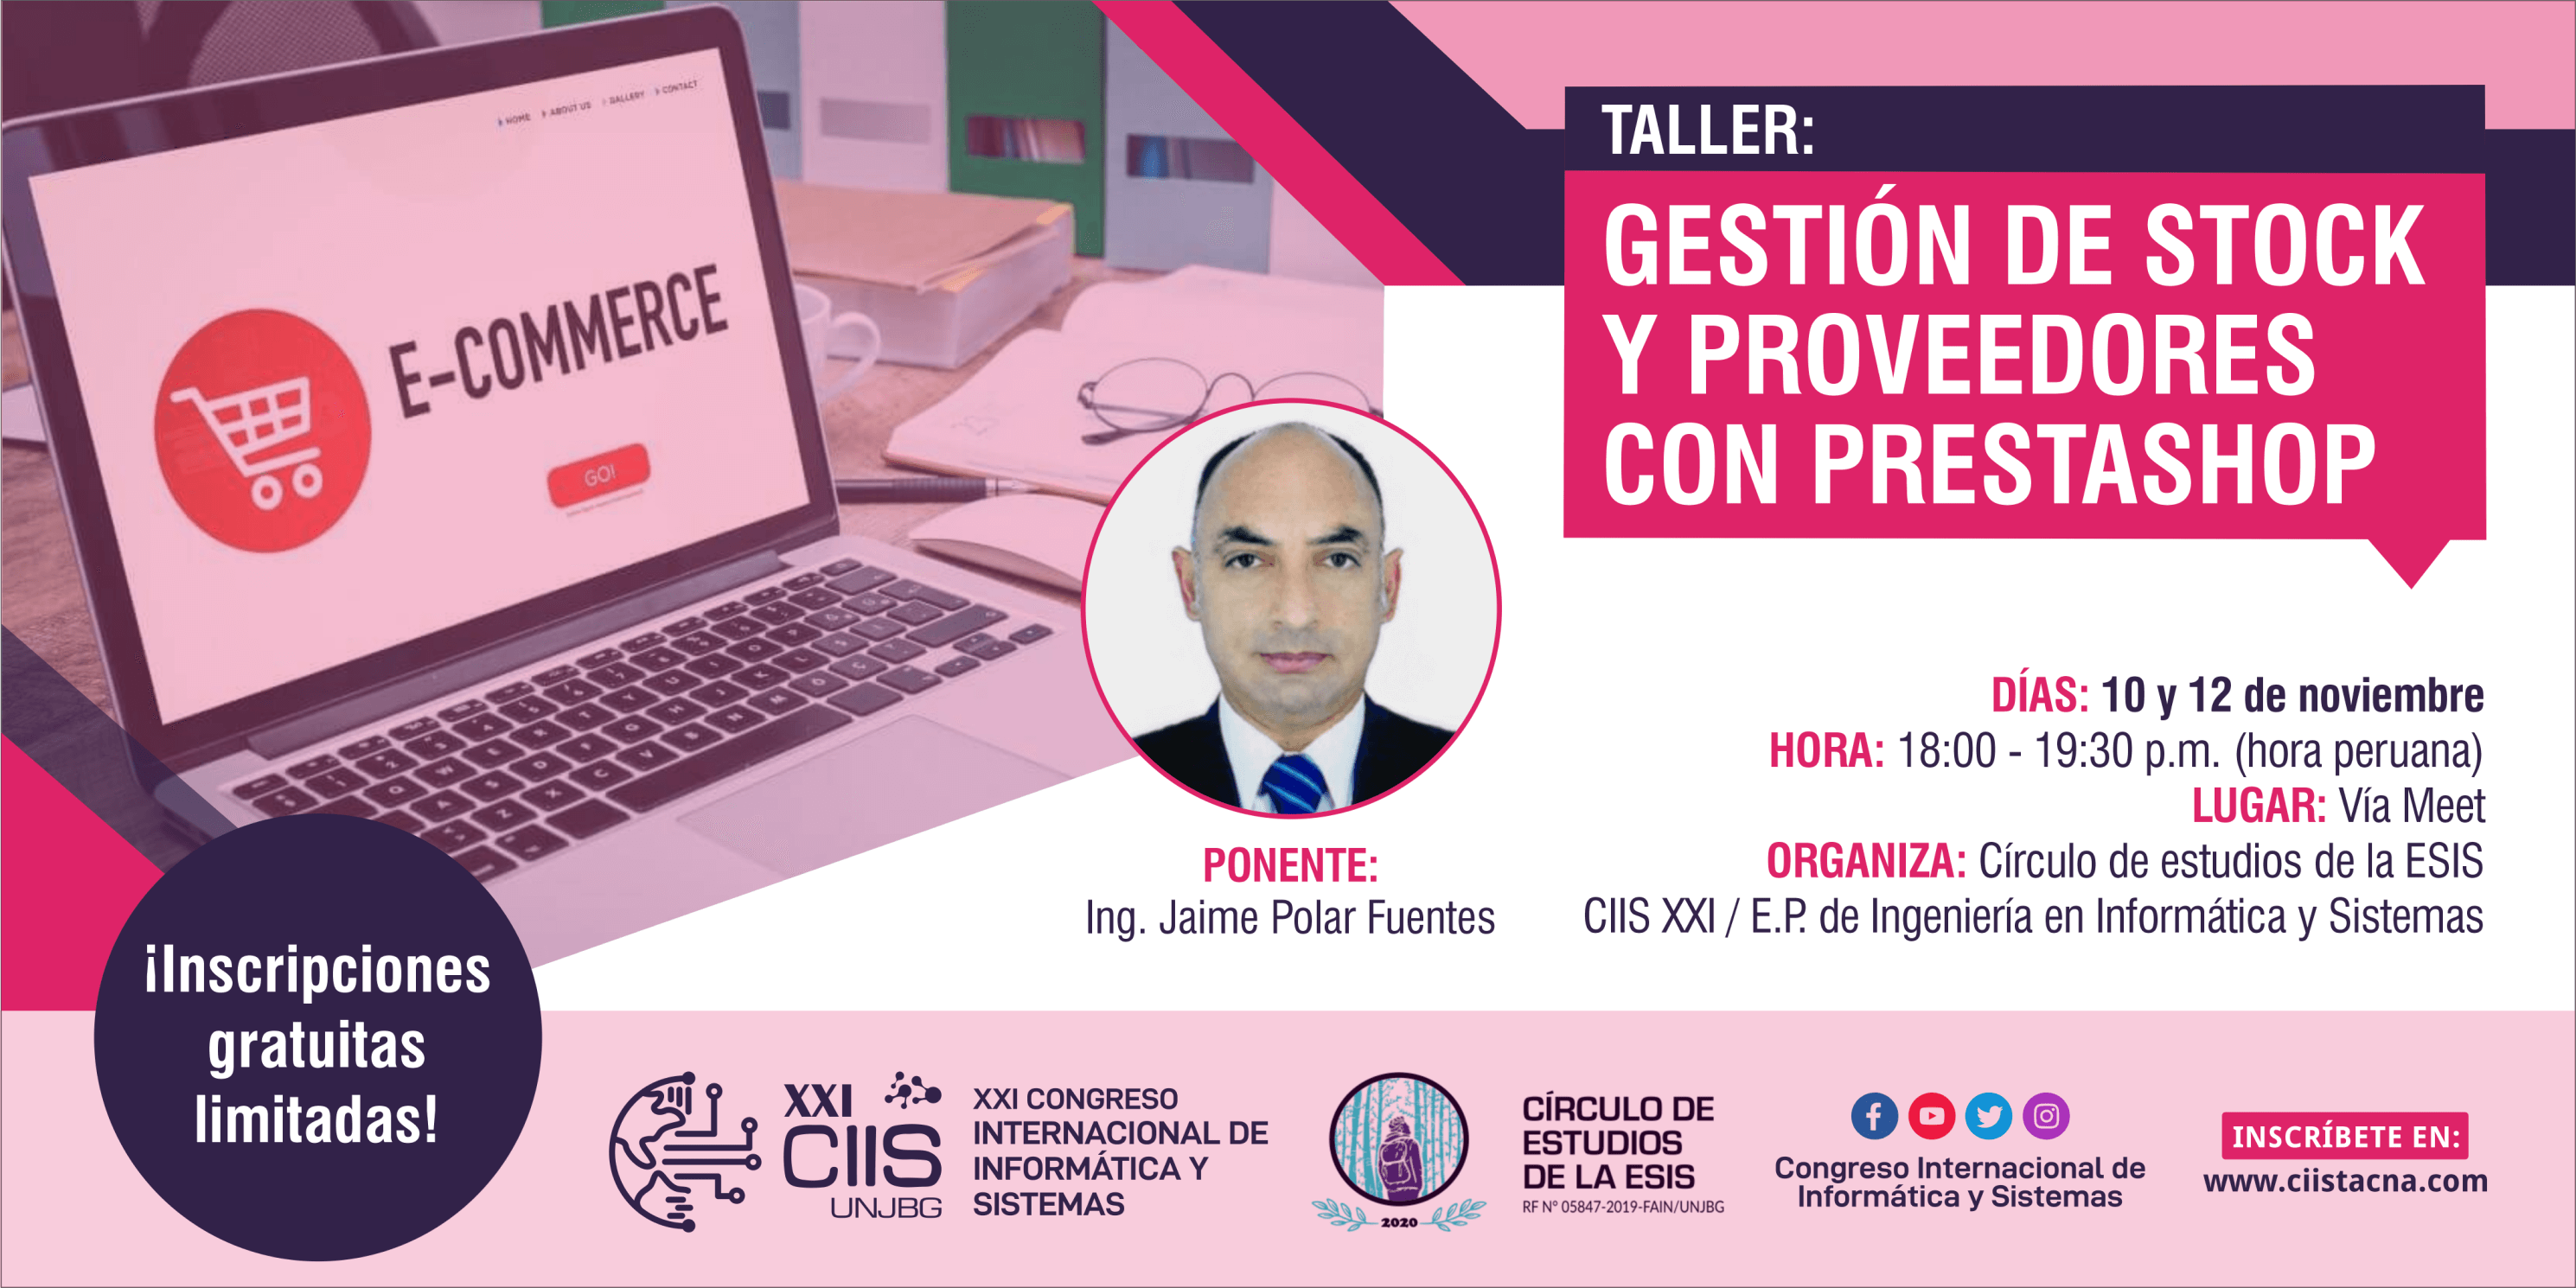 HOME ABOUT US GALLERY CONTACT
E-COMMERCE
GO!
TALLER:
GESTIÓN DE STOCK
Y PROVEEDORES
CON PRESTASHOP
DÍAS: 10 y 12 de noviembre
HORA: 18:00 - 19:30 p.m. (hora peruana)
LUGAR: Vía Meet
ORGANIZA: Círculo de estudios de la ESIS
CIIS XXI / E.P. de Ingeniería en Informática y Sistemas
PONENTE:
Ing. Jaime Polar Fuentes
¡Inscripciones
gratuitas
limitadas!
XXI
CIIS
UNJBG
XXI CONGRESO
INTERNACIONAL DE
INFORMÁTICA Y
SISTEMAS
2020
CÍRCULO DE
ESTUDIOS
DE LA ESIS
RF N° 05847-2019-FAIN/UNJBG
Congreso Internacional de
Informática y Sistemas
INSCRÍBETE EN:
www.ciistacna.com